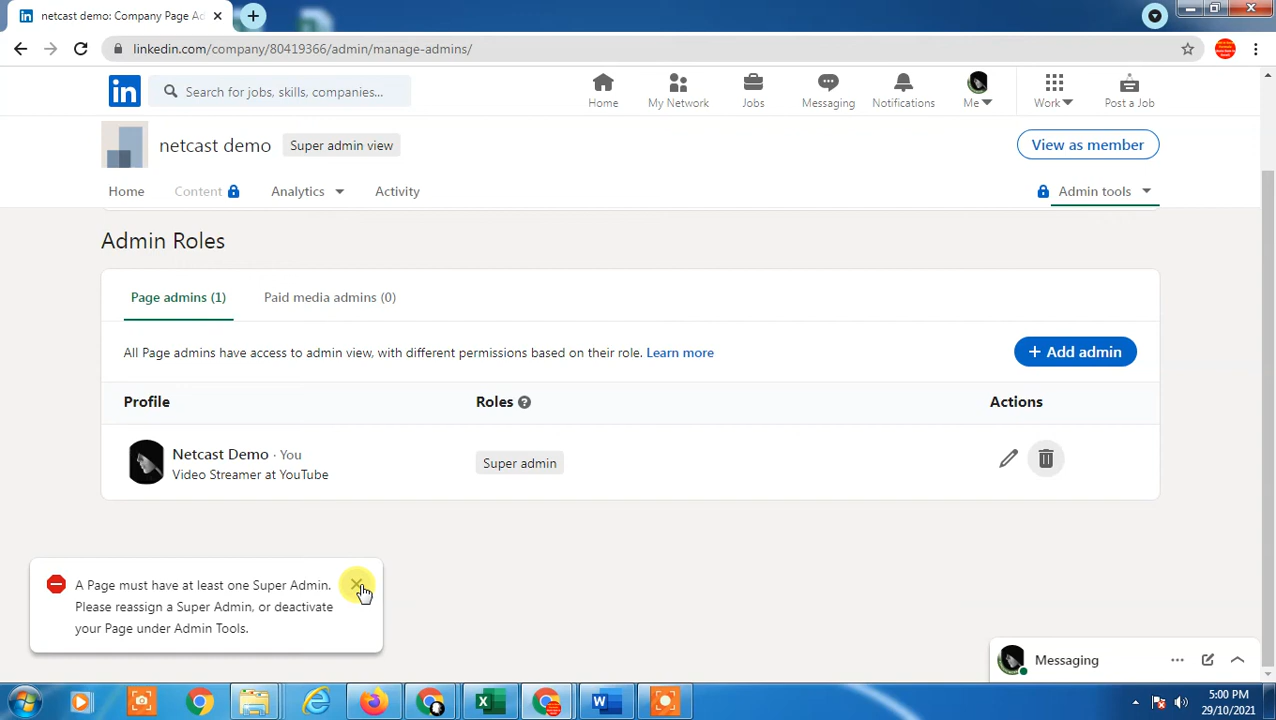 netcast demo: Company Page Ad
linkedin.com/company/80419366/admin/manage-admins/
in
Search for jobs, skills, companies...
Home
My Network
Jobs
Messaging
Notifications
Me
Work
Post a Job
netcast demo
Super admin view
View as member
Home
Content
Analytics
Activity
Admin tools
Admin Roles
Page admins (1)
Paid media admins (0)
All Page admins have access to admin view, with different permissions based on their role. Learn more
+ Add admin
Profile
Roles
Actions
Netcast Demo · You
Video Streamer at YouTube
Super admin
A Page must have at least one Super Admin.
Please reassign a Super Admin, or deactivate
your Page under Admin Tools.
Messaging
5:00 PM
29/10/2021